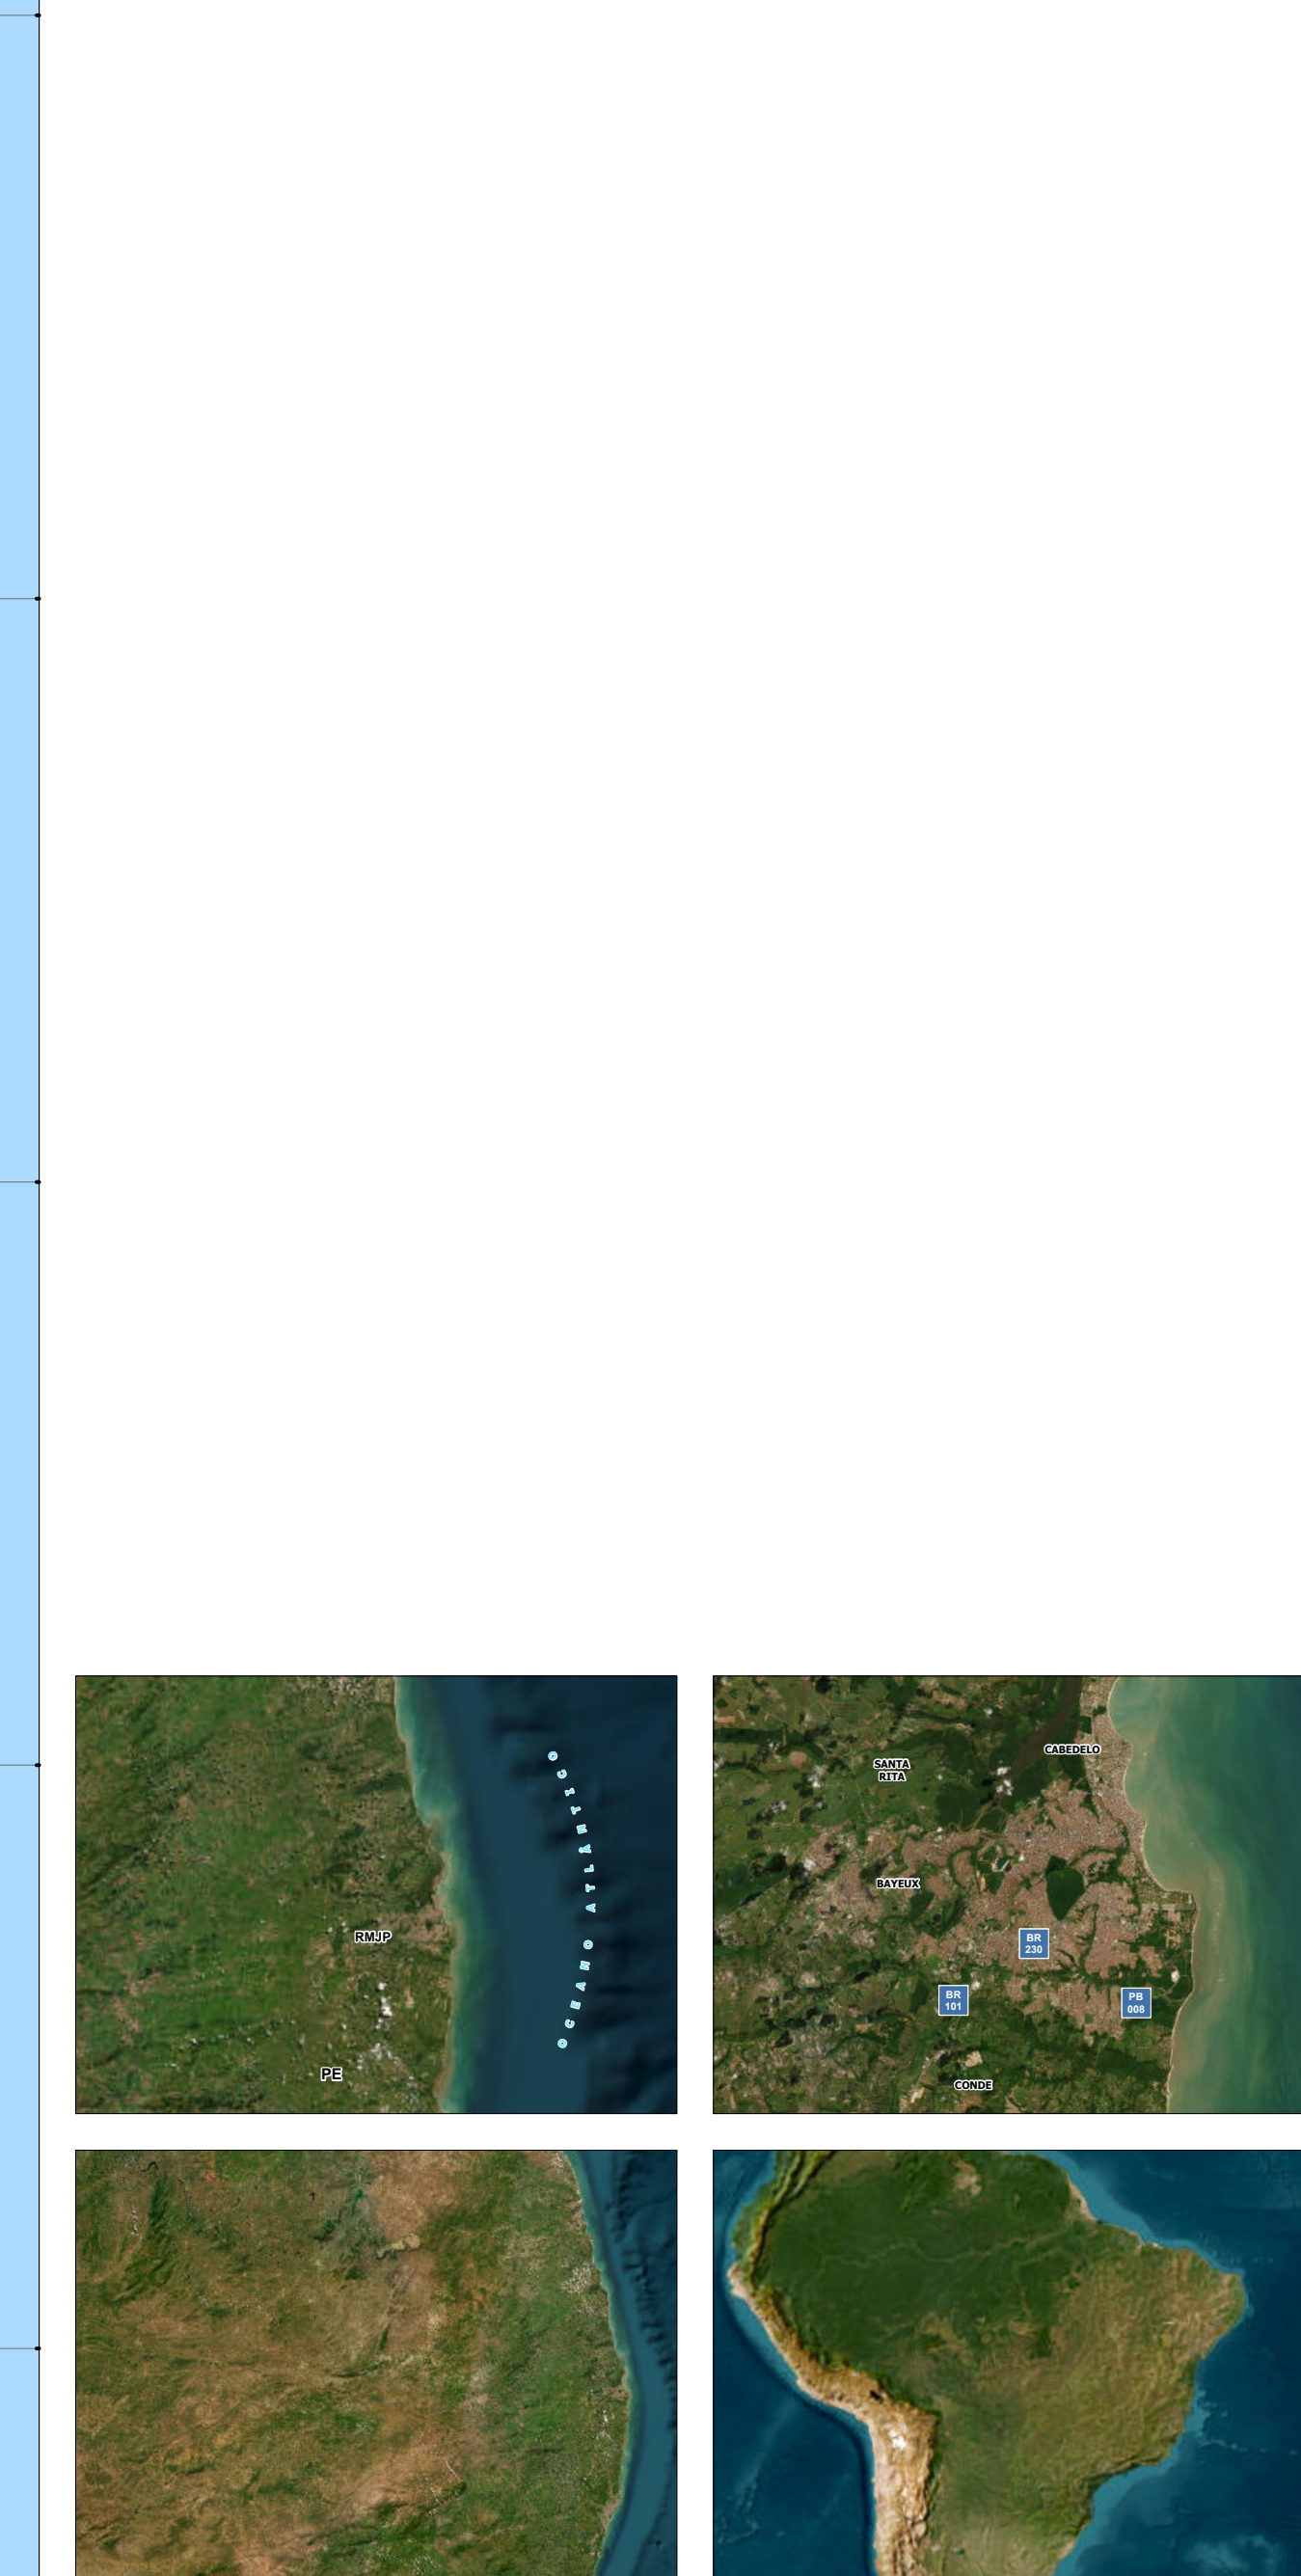 OCEANO ATLÂNTICO
RMJP
PE
CABEDELO
SANTA
RITA
BAYEUX
BR
230
BR
101
PB
008
CONDE